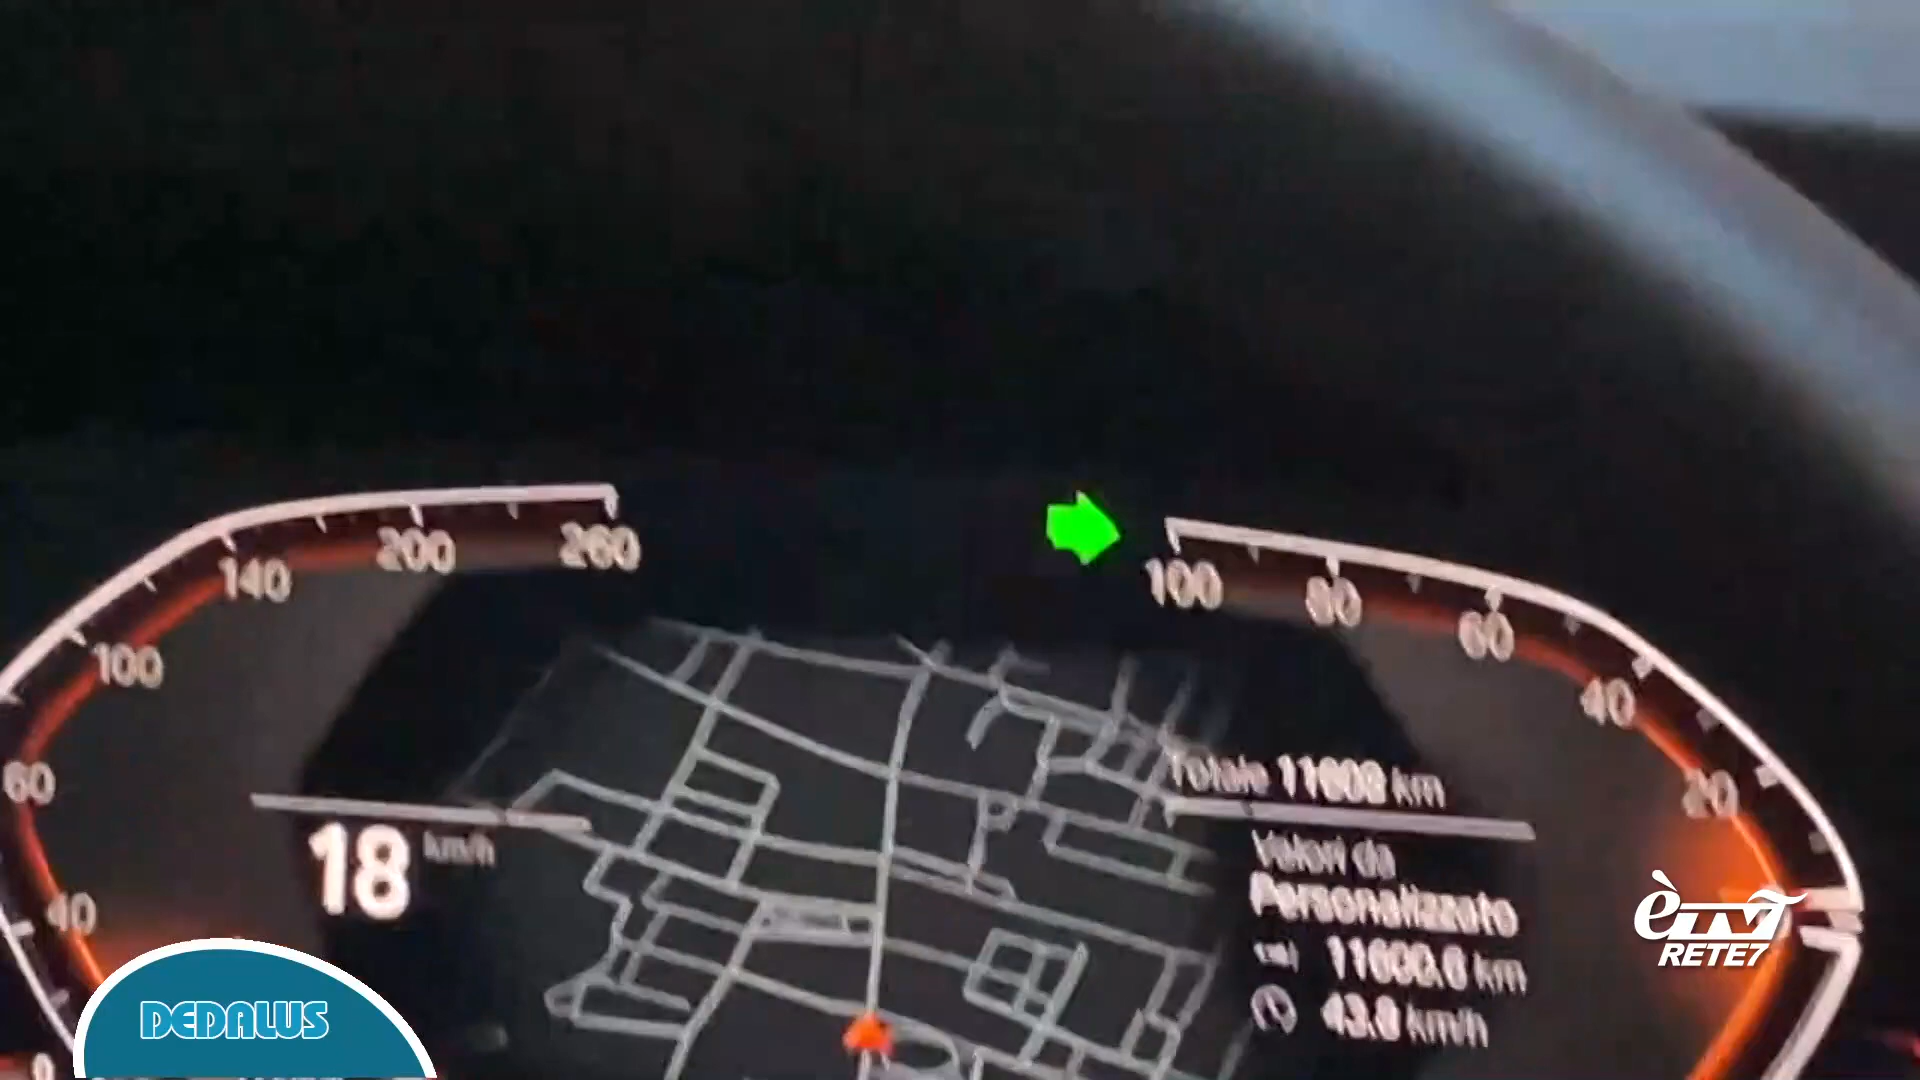 200
260
140
100
60
40
100
80
60
40
20
18 km/h
Totale 11600 km
Valori da
Personalizzato
11600.6 km
43.8 km/h
DEDALUS
èTV
RETE7